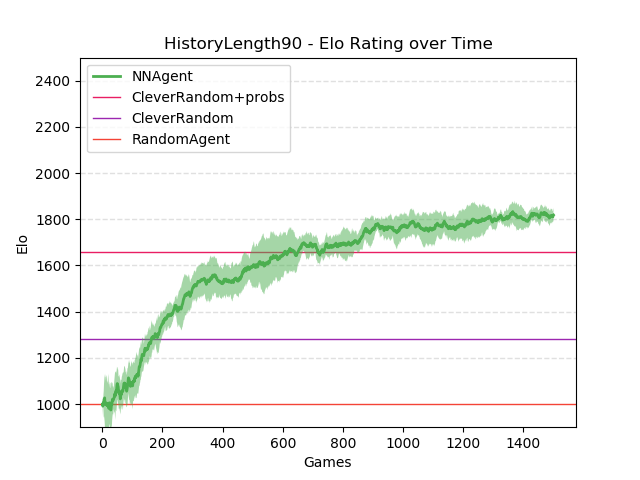 HistoryLength90 - Elo Rating over Time
NNAgent
CleverRandom+probs
CleverRandom
RandomAgent
2400
2200
2000
1800
1600
1400
1200
1000
Elo
0 200 400 600 800 1000 1200 1400
Games